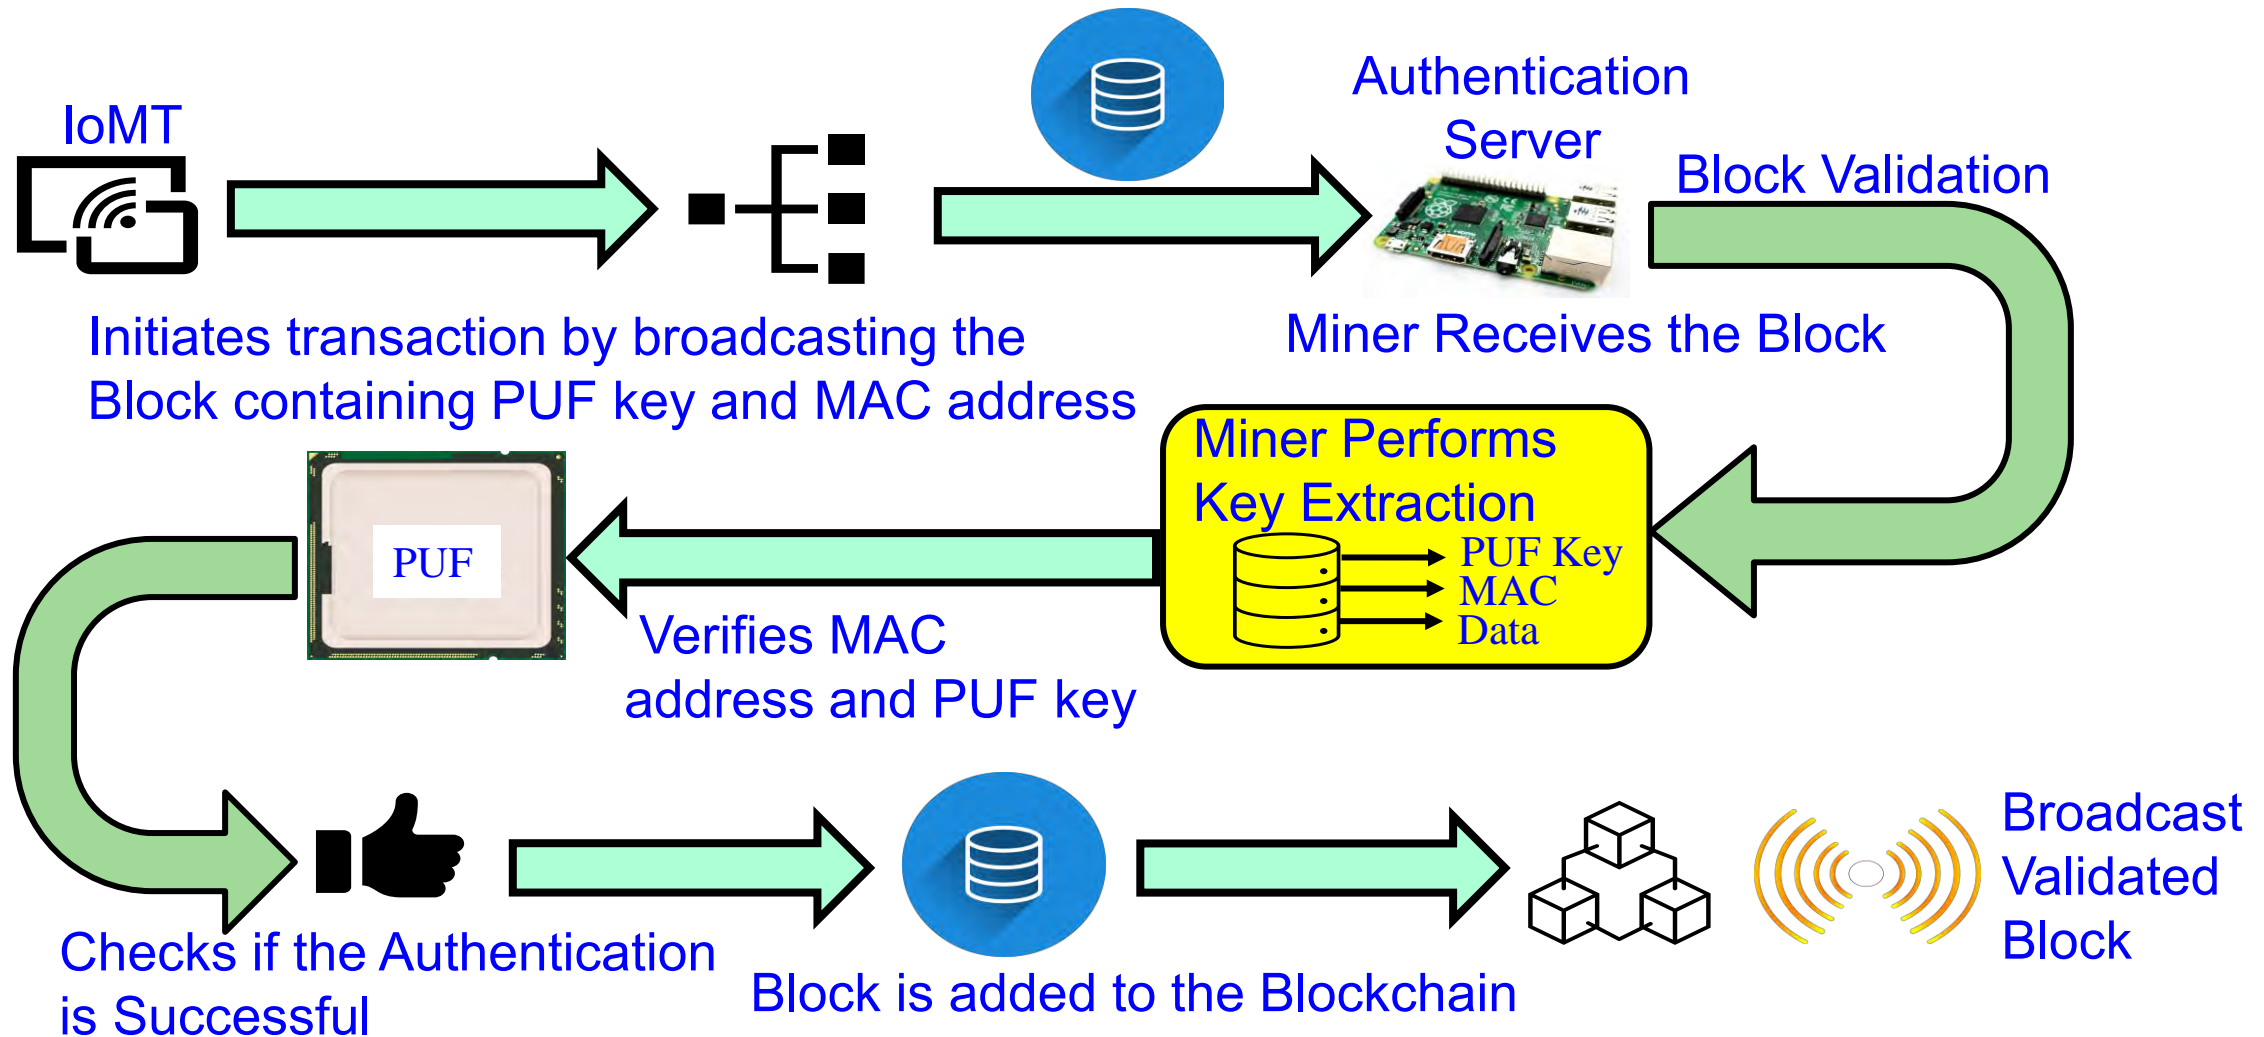 IoMT
Authentication
Server
Block Validation
Initiates transaction by broadcasting the
Block containing PUF key and MAC address
Miner Receives the Block
Miner Performs
Key Extraction
PUF Key
MAC
Data
PUF
Verifies MAC
address and PUF key
Checks if the Authentication
is Successful
Block is added to the Blockchain
Broadcast
Validated
Block